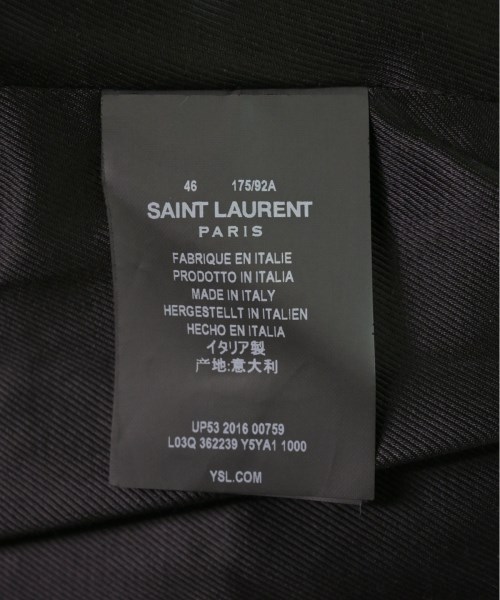 46 175/92A
SAINT LAURENT
PARIS
FABRIQUE EN ITALIE
PRODOTTO IN ITALIA
MADE IN ITALY
HERGESTELLT IN ITALIEN
HECHO EN ITALIA
イタリア製
产地:意大利
UP53 2016 00759
L03Q 362239 Y5YA1 1000
YSL.COM